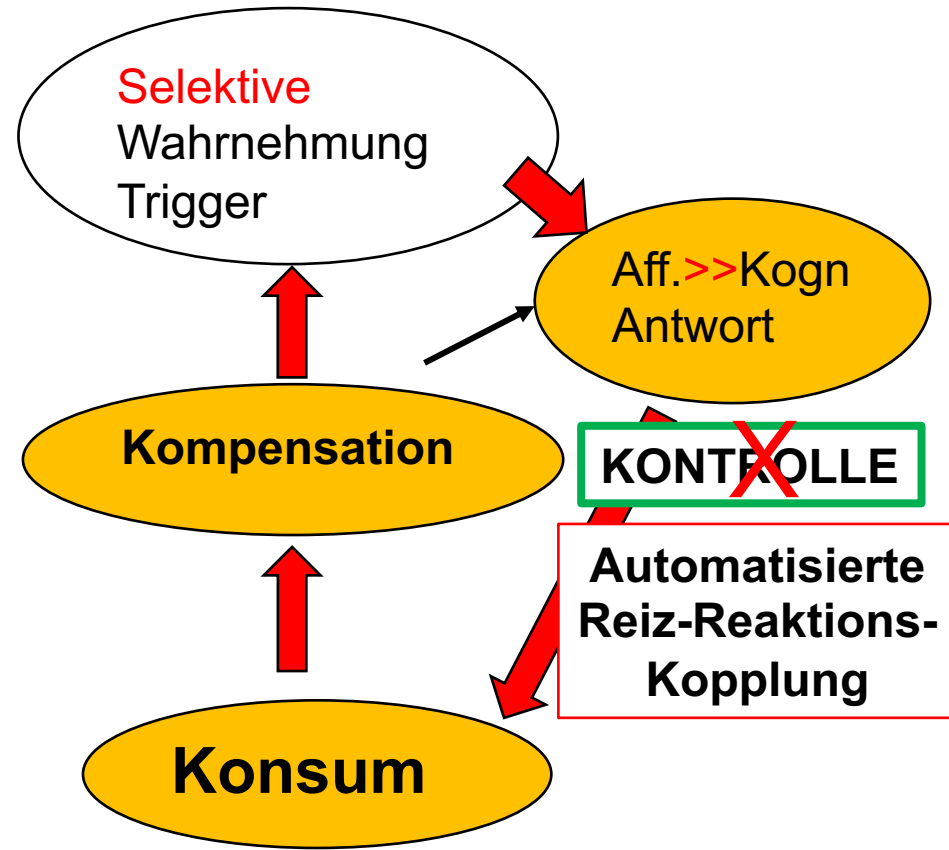 Selektive
Wahrnehmung
Trigger
Aff.>>Kogn
Antwort
Kompensation
KONTROLLE
X
Automatisierte
Reiz-Reaktions-
Kopplung
Konsum